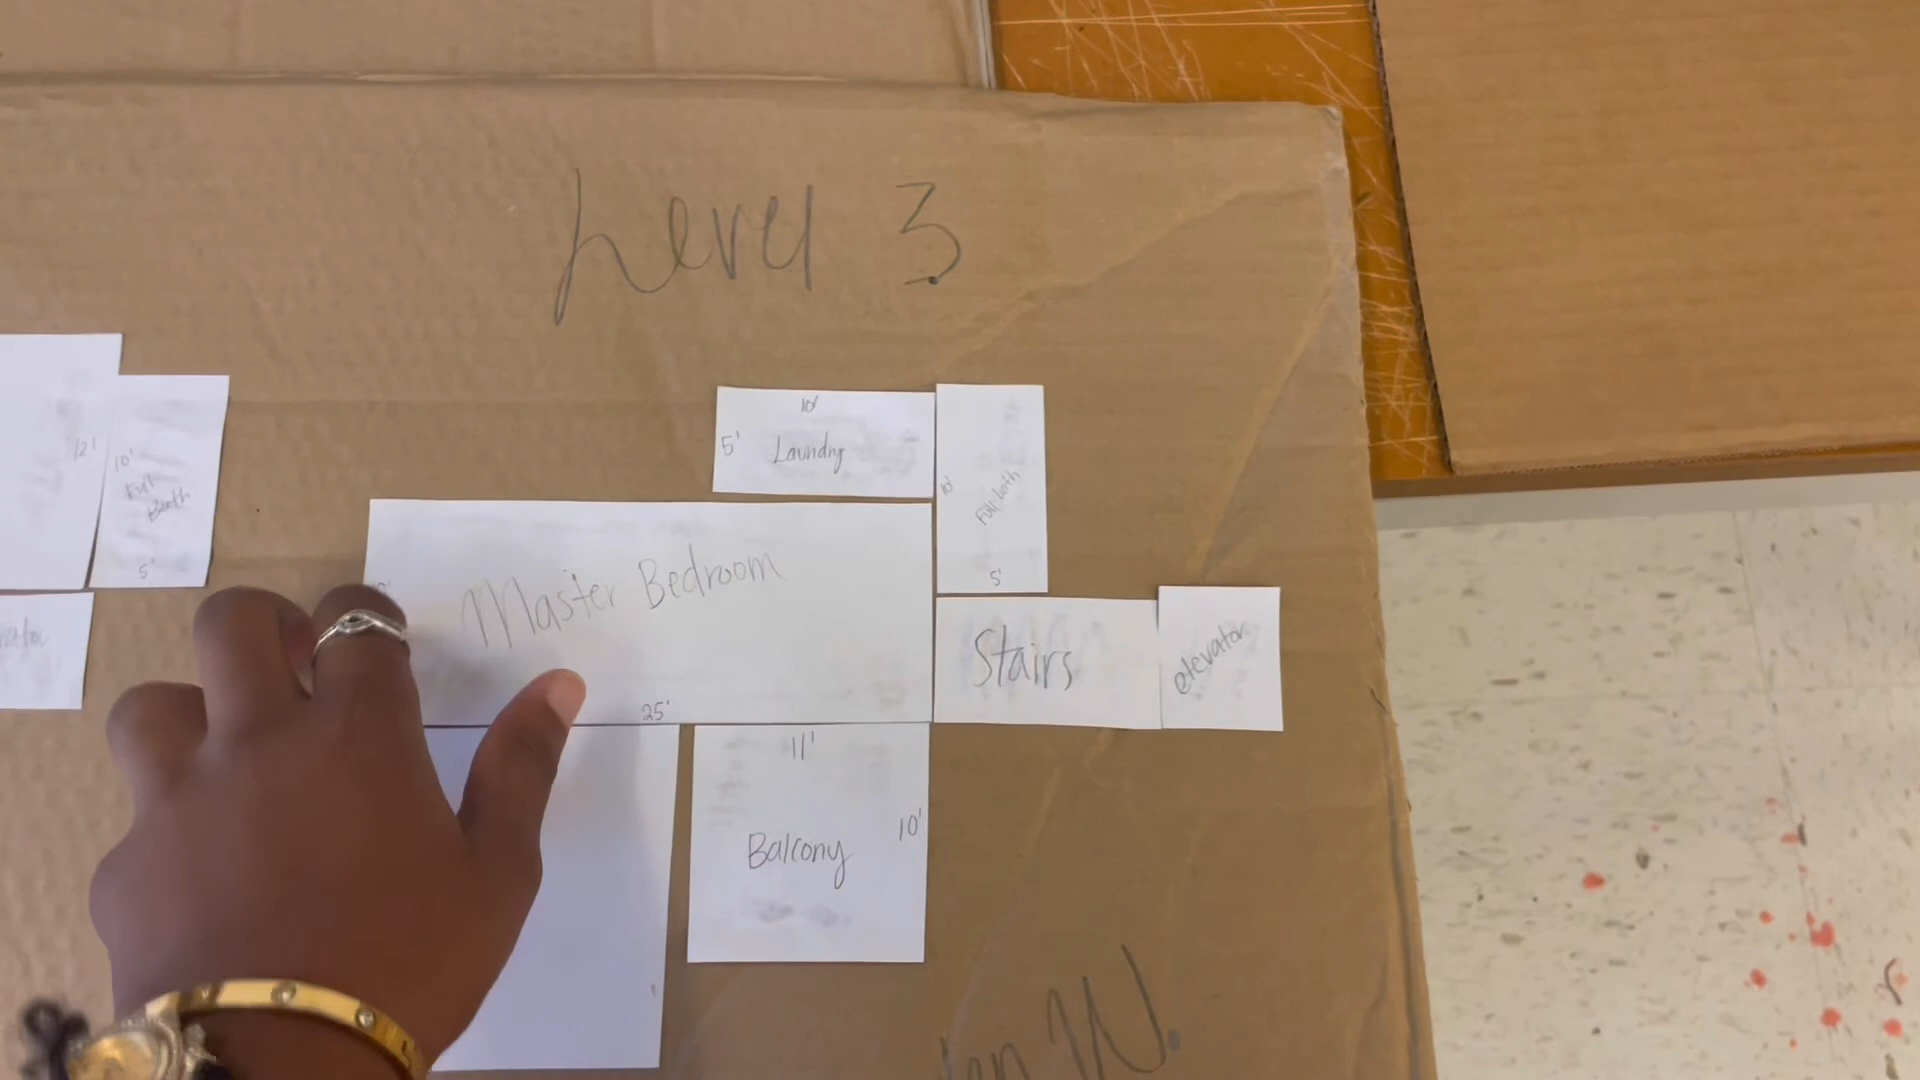 Level 3
12'
10'
Full
Bath
5'
10'
5'
Laundry
10'
Full bath
5'
Master Bedroom
25'
Stairs
elevator
11'
10'
Balcony
W.